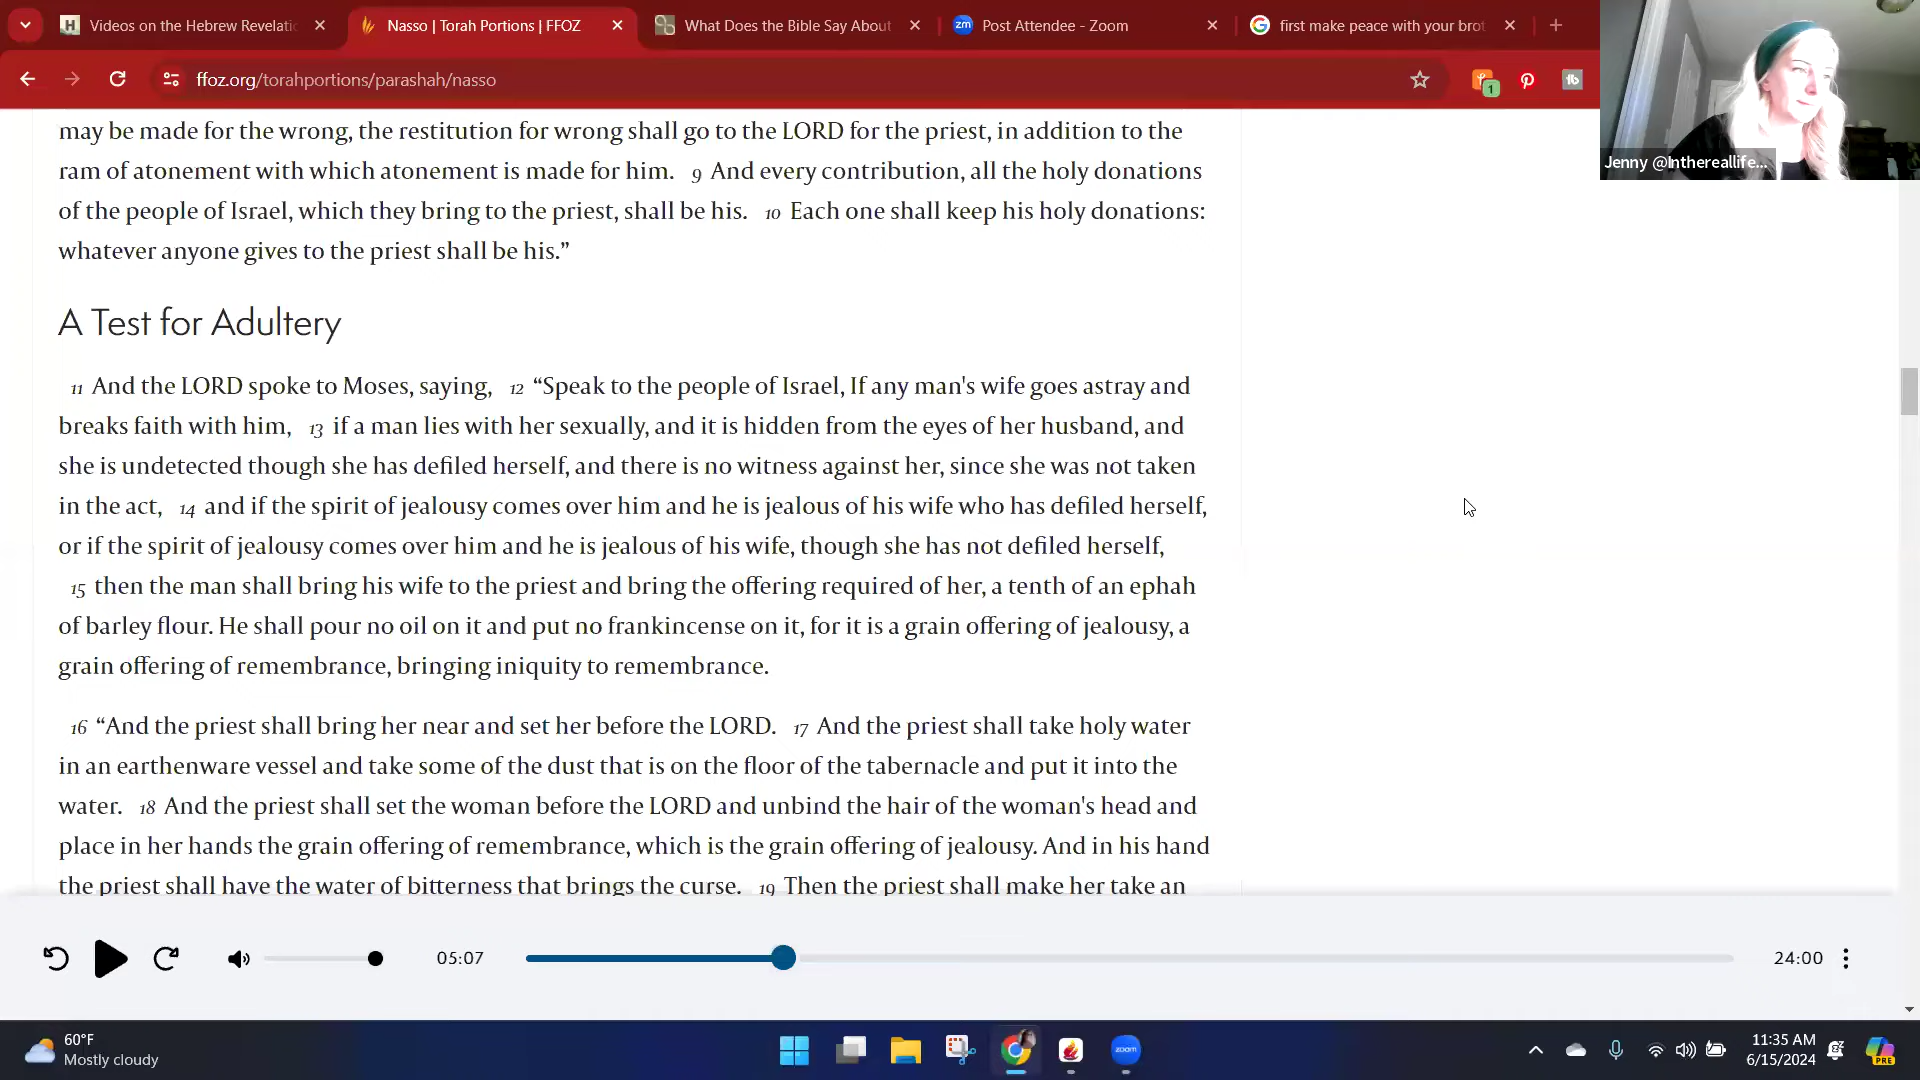 Videos on the Hebrew Revelati
Nasso | Torah Portions | FFOZ
What Does the Bible Say About
zm Post Attendee - Zoom
first make peace with your brot
ffoz.org/torahportions/parashah/nasso
1
Jenny @Inthereallife...
may be made for the wrong, the restitution for wrong shall go to the LORD for the priest, in addition to the
ram of atonement with which atonement is made for him. 9 And every contribution, all the holy donations
of the people of Israel, which they bring to the priest, shall be his. 10 Each one shall keep his holy donations:
whatever anyone gives to the priest shall be his.”
A Test for Adultery
11 And the LORD spoke to Moses, saying, 12 “Speak to the people of Israel, If any man's wife goes astray and
breaks faith with him, 13 if a man lies with her sexually, and it is hidden from the eyes of her husband, and
she is undetected though she has defiled herself, and there is no witness against her, since she was not taken
in the act, 14 and if the spirit of jealousy comes over him and he is jealous of his wife who has defiled herself,
or if the spirit of jealousy comes over him and he is jealous of his wife, though she has not defiled herself,
15 then the man shall bring his wife to the priest and bring the offering required of her, a tenth of an ephah
of barley flour. He shall pour no oil on it and put no frankincense on it, for it is a grain offering of jealousy, a
grain offering of remembrance, bringing iniquity to remembrance.
16 “And the priest shall bring her near and set her before the LORD. 17 And the priest shall take holy water
in an earthenware vessel and take some of the dust that is on the floor of the tabernacle and put it into the
water. 18 And the priest shall set the woman before the LORD and unbind the hair of the woman's head and
place in her hands the grain offering of remembrance, which is the grain offering of jealousy. And in his hand
the priest shall have the water of bitterness that brings the curse. 19 Then the priest shall make her take an
05:07
24:00
60°F
Mostly cloudy
zoom
11:35 AM
6/15/2024
PRE